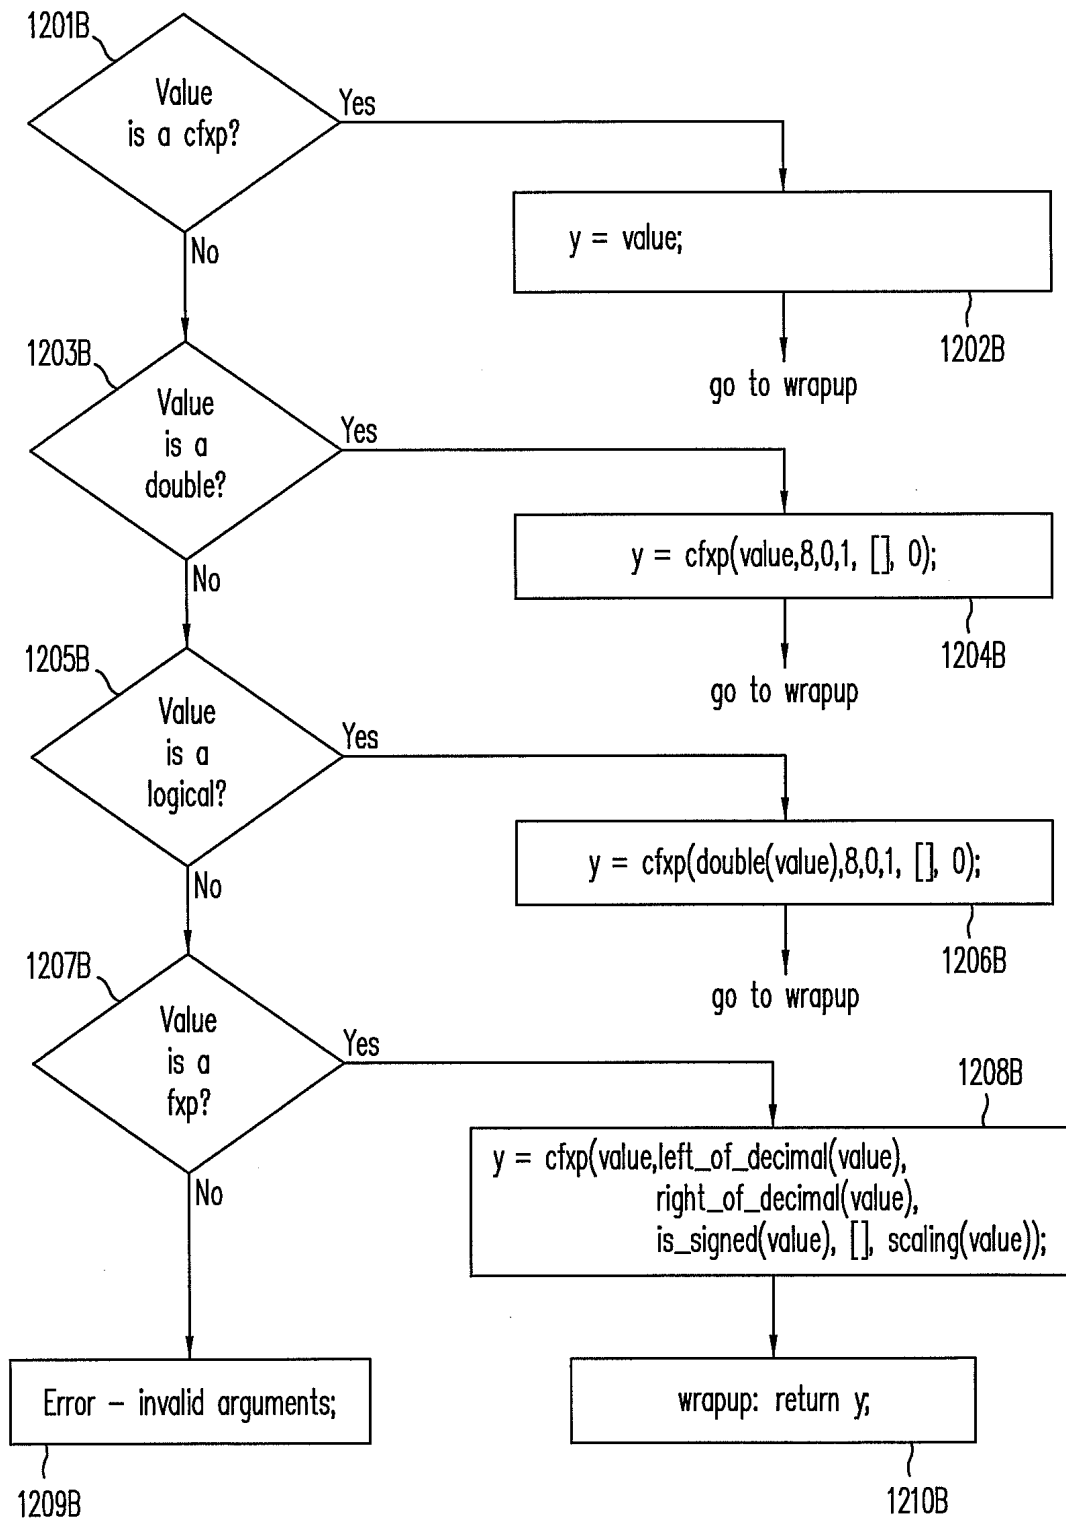 1201B
Value
is a cfxp?
Yes
No
y = value;
1202B
go to wrapup
1203B
Value
is a
double?
Yes
No
y = cfxp(value,8,0,1, [], 0);
1204B
go to wrapup
1205B
Value
is a
logical?
Yes
No
y = cfxp(double(value),8,0,1, [], 0);
1206B
go to wrapup
1207B
Value
is a
fxp?
Yes
No
1208B
y = cfxp(value,left_of_decimal(value),
right_of_decimal(value),
is_signed(value), [], scaling(value));
Error – invalid arguments;
1209B
wrapup: return y;
1210B